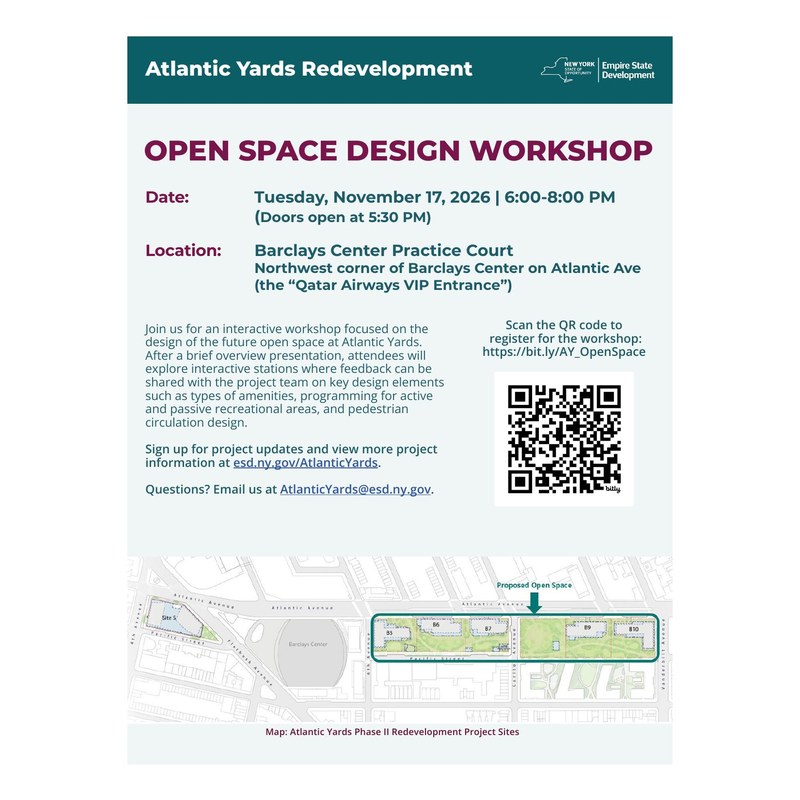 Atlantic Yards Redevelopment
NEW YORK
STATE OF
OPPORTUNITY
Empire State
Development
OPEN SPACE DESIGN WORKSHOP
Date:
Tuesday, November 17, 2026 | 6:00-8:00 PM
(Doors open at 5:30 PM)
Location:
Barclays Center Practice Court
Northwest corner of Barclays Center on Atlantic Ave
(the “Qatar Airways VIP Entrance”)
Join us for an interactive workshop focused on the
design of the future open space at Atlantic Yards.
After a brief overview presentation, attendees will
explore interactive stations where feedback can be
shared with the project team on key design elements
such as types of amenities, programming for active
and passive recreational areas, and pedestrian
circulation design.
Sign up for project updates and view more project
information at esd.ny.gov/AtlanticYards.
Questions? Email us at AtlanticYards@esd.ny.gov.
Scan the QR code to
register for the workshop:
https://bit.ly/AY_OpenSpace
bitly
Proposed Open Space
Atlantic Avenue
Atlantic Avenue
Atlantic Avenue
Site 5
Pacific Street
Flatbush Avenue
Barclays Center
B5
B6
B7
B9
B10
Pacific Street
Map: Atlantic Yards Phase II Redevelopment Project Sites